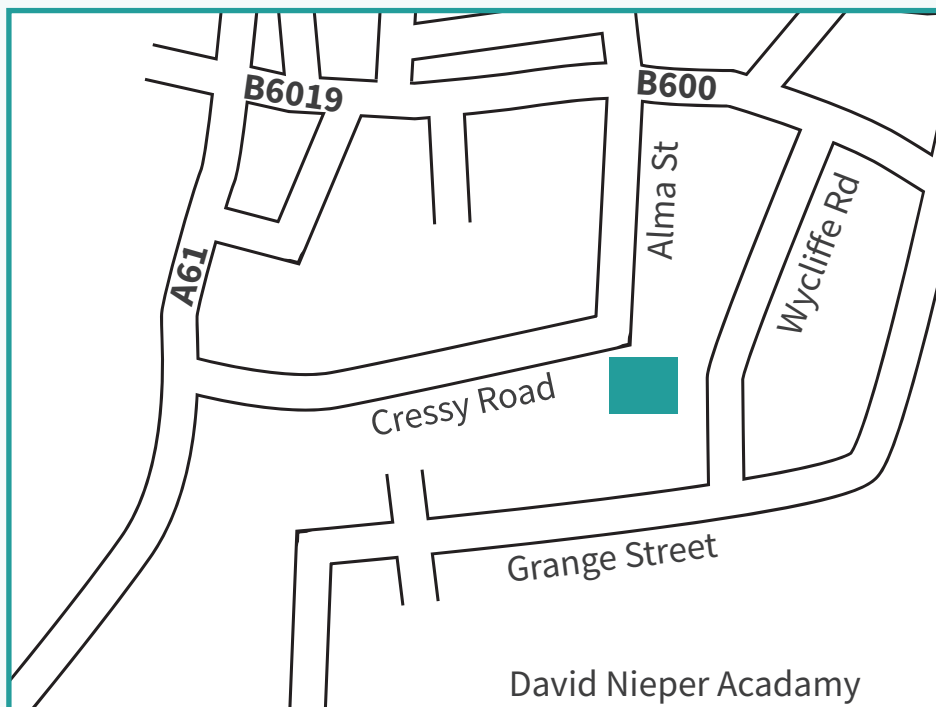 B6019
B600
Alma St
Wycliffe Rd
A61
Cressy Road
Grange Street
David Nieper Acadamy